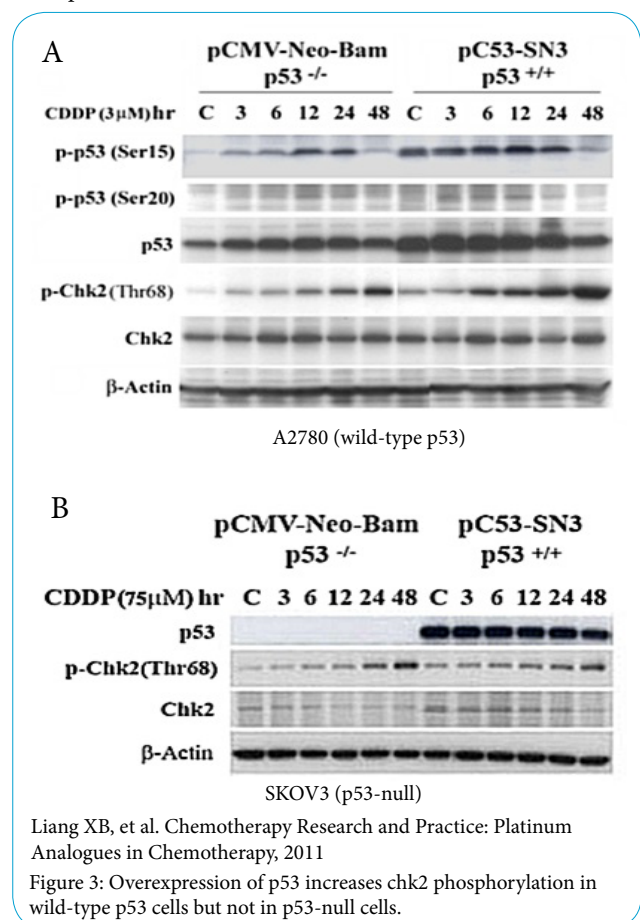 A
pCMV-Neo-Bam pC53-SN3
p53 -/- p53 +/+
CDDP (3µM) hr C 3 6 12 24 48 C 3 6 12 24 48
p-p53 (Ser15)
p-p53 (Ser20)
p53
p-Chk2 (Thr68)
Chk2
β-Actin
A2780 (wild-type p53)
B
pCMV-Neo-Bam pC53-SN3
p53 -/- p53 +/+
CDDP (75µM) hr C 3 6 12 24 48 C 3 6 12 24 48
p53
p-Chk2(Thr68)
Chk2
β-Actin
SKOV3 (p53-null)
Liang XB, et al. Chemotherapy Research and Practice: Platinum
Analogues in Chemotherapy, 2011
Figure 3: Overexpression of p53 increases chk2 phosphorylation in
wild-type p53 cells but not in p53-null cells.